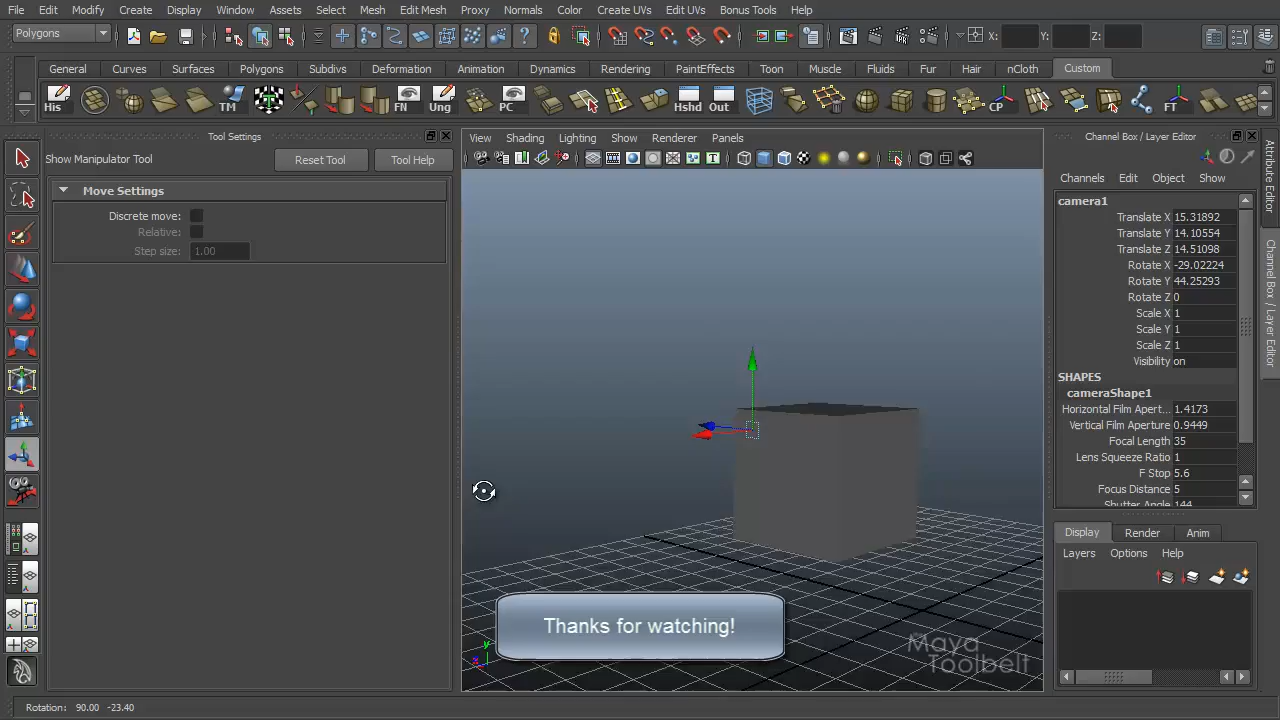 File Modify Create Display Window Assets Select Mesh Edit Mesh Proxy Normals Color Create UVs Edit UVs Bonus Tools Help
Polygons X: Y: Z:
General Curves Surfaces Polygons Subdivs Deformation Animation Dynamics Rendering PaintEffects Toon Muscle Fluids Fur Hair nCloth Custom
His TM FN Ung PC Hshd Out CP FT
Tool Settings
Show Manipulator Tool Reset Tool Tool Help
Move Settings
Discrete move:
Relative:
Step size: 1.00
View Shading Lighting Show Renderer Panels
Channel Box / Layer Editor
Channels Edit Object Show
camera1
Translate X 15.31892
Translate Y 14.10554
Translate Z 14.51098
Rotate X -29.02224
Rotate Y 44.25293
Rotate Z 0
Scale X 1
Scale Y 1
Scale Z 1
Visibility on
SHAPES
cameraShape1
Horizontal Film Apert... 1.4173
Vertical Film Aperture 0.9449
Focal Length 35
Lens Squeeze Ratio 1
F Stop 5.6
Focus Distance 5
Shutter Angle 144
Display Render Anim
Layers Options Help
Attribute Editor
Channel Box / Layer Editor
Thanks for watching!
Maya
Toolbelt
y
x
Rotation: 90.00 -23.40